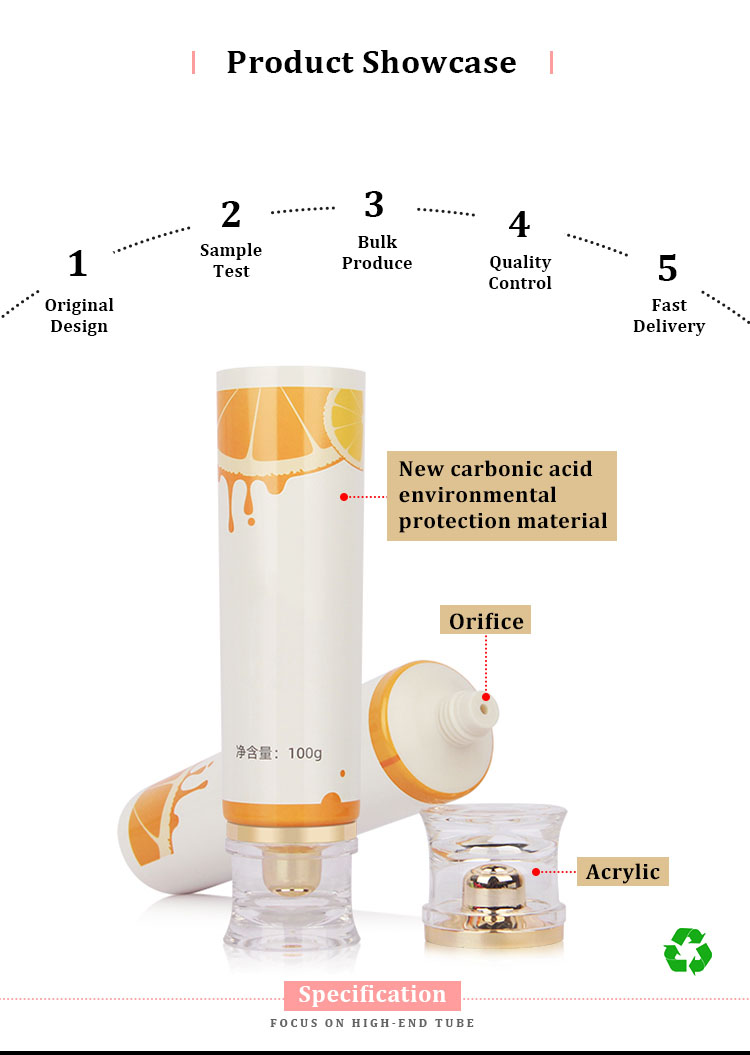 Product Showcase
1
Original
Design
2
Sample
Test
3
Bulk
Produce
4
Quality
Control
5
Fast
Delivery
New carbonic acid
environmental
protection material
Orifice
净含量：100g
Acrylic
Specification
FOCUS ON HIGH-END TUBE